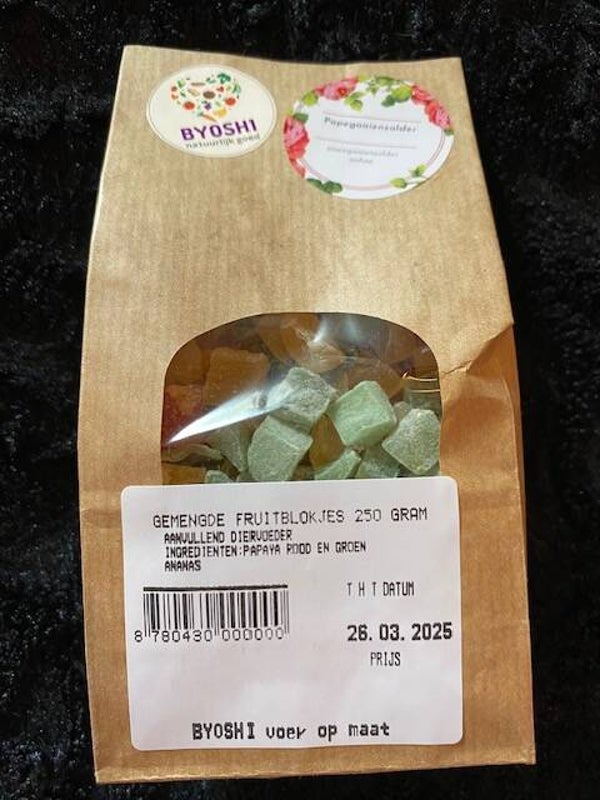 BYOSHI
natuurlijk goed
Papegaaiensolder
GEMENGDE FRUITBLOKJES 250 GRAM
AANVULLEND DIERVOEDER
INGREDIENTEN:PAPAYA ROOD EN GROEN
ANANAS
T H T DATUM
8 780430 000000
26. 03. 2025
PRIJS
BYOSHI voer op maat